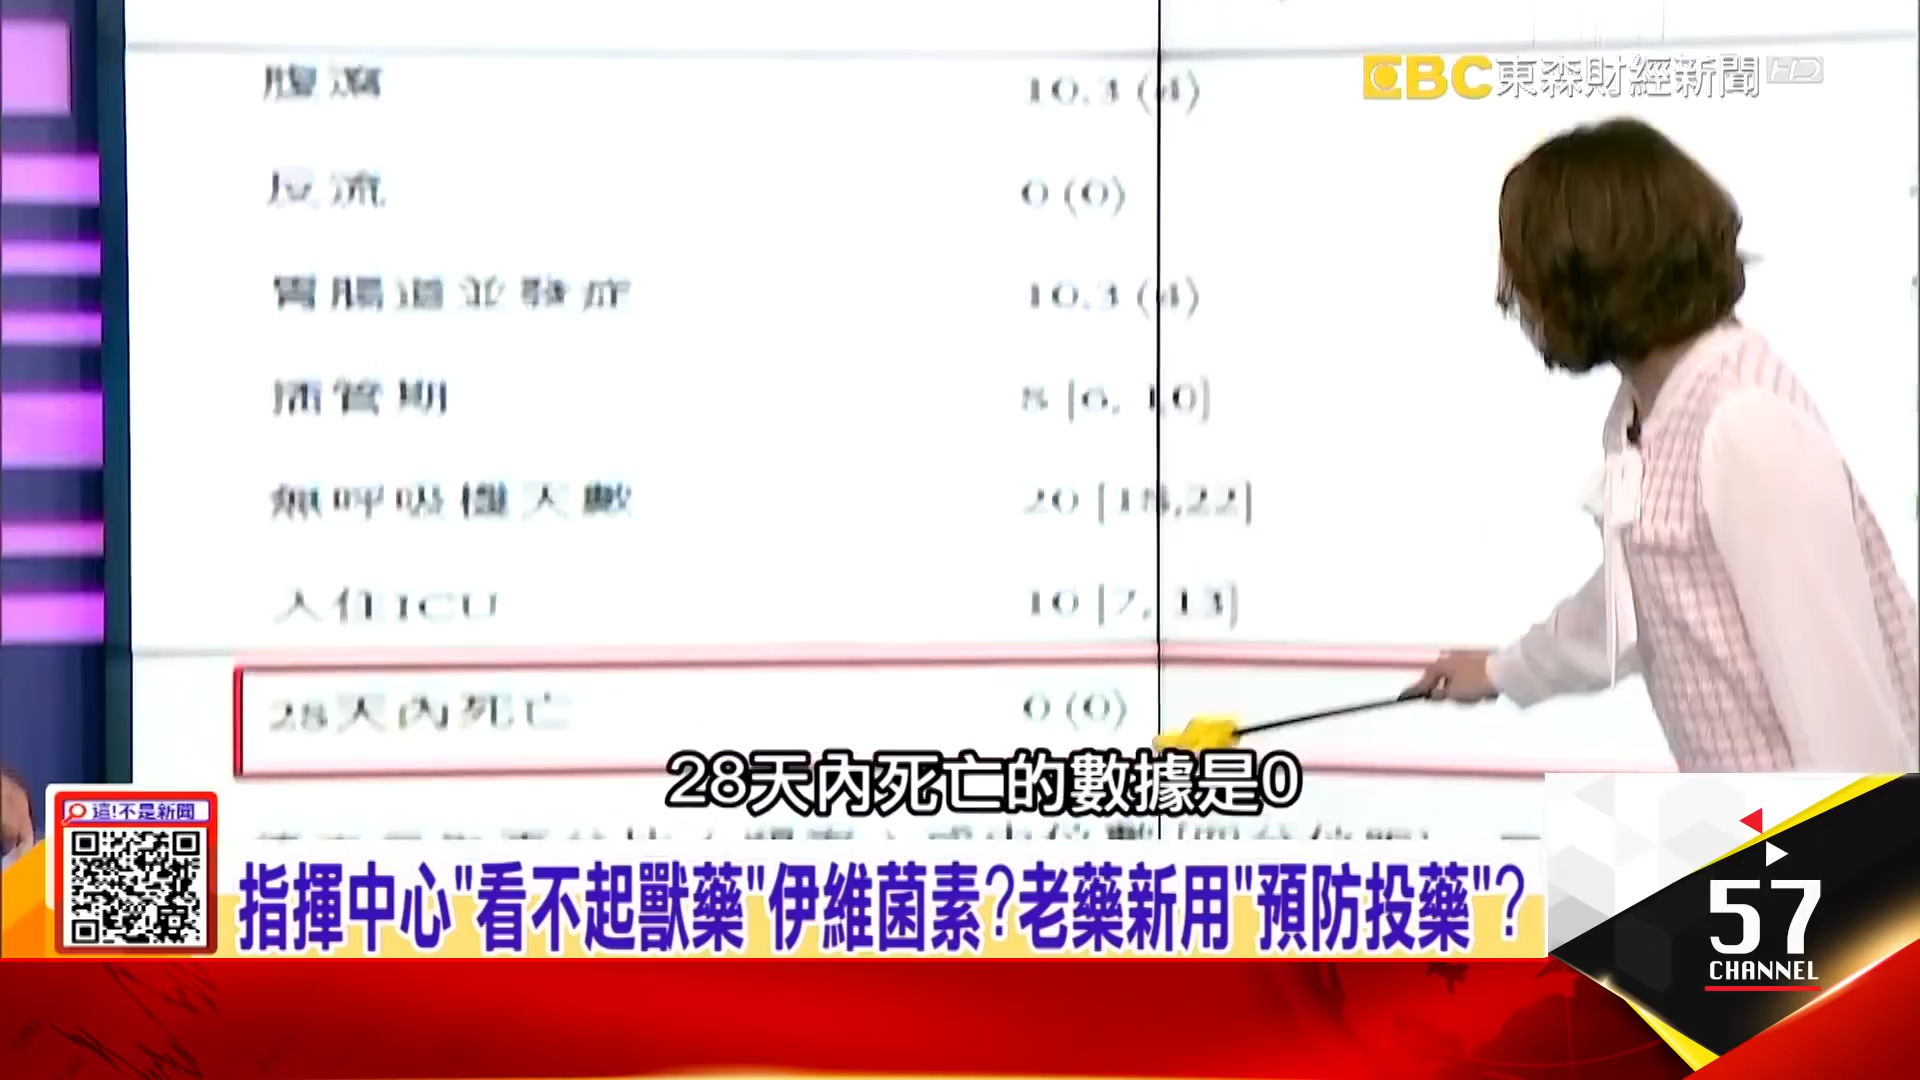 EBC東森財經新聞HD
腹瀉 10.3 (4)
反流 0 (0)
胃腸道並發症 10.3 (4)
插管期 8 [6, 10]
無呼吸機天數 20 [18,22]
入住ICU 10 [7, 13]
28天內死亡 0 (0)
28天內死亡的數據是0
這!不是新聞
指揮中心"看不起獸藥"伊維菌素?老藥新用"預防投藥"?
57
CHANNEL